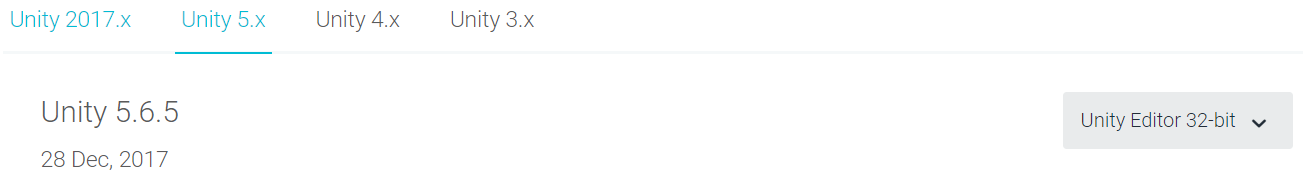 Unity 2017.x Unity 5.x Unity 4.x Unity 3.x
Unity 5.6.5
Unity Editor 32-bit
28 Dec, 2017